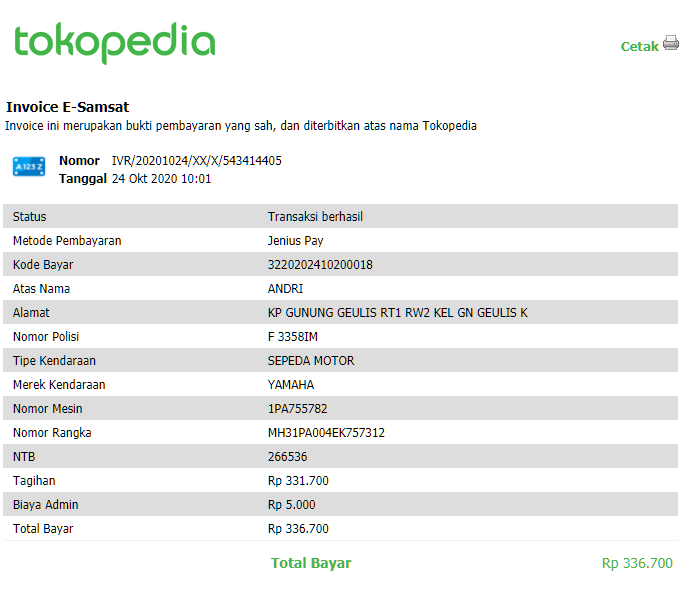 tokopedia
Cetak
Invoice E-Samsat
Invoice ini merupakan bukti pembayaran yang sah, dan diterbitkan atas nama Tokopedia
A 123 Z
Nomor IVR/20201024/XX/X/543414405
Tanggal 24 Okt 2020 10:01
Status Transaksi berhasil
Metode Pembayaran Jenius Pay
Kode Bayar 3220202410200018
Atas Nama ANDRI
Alamat KP GUNUNG GEULIS RT1 RW2 KEL GN GEULIS K
Nomor Polisi F 3358IM
Tipe Kendaraan SEPEDA MOTOR
Merek Kendaraan YAMAHA
Nomor Mesin 1PA755782
Nomor Rangka MH31PA004EK757312
NTB 266536
Tagihan Rp 331.700
Biaya Admin Rp 5.000
Total Bayar Rp 336.700
Total Bayar Rp 336.700